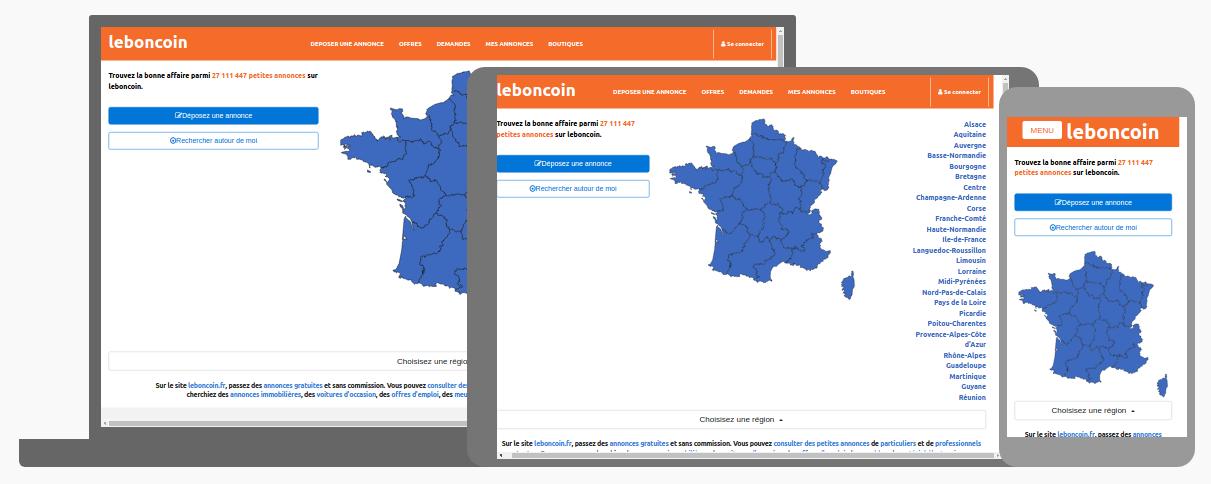 leboncoin
DEPOSER UNE ANNONCE OFFRES DEMANDES MES ANNONCES BOUTIQUES
Se connecter
Trouvez la bonne affaire parmi 27 111 447 petites annonces sur
leboncoin.
Déposez une annonce
Rechercher autour de moi
Choisisez une régio
Sur le site leboncoin.fr, passez des annonces gratuites et sans commission. Vous pouvez consulter des
cherchiez des annonces immobilières, des voitures d'occasion, des offres d'emploi, des meu
leboncoin
DEPOSER UNE ANNONCE OFFRES DEMANDES MES ANNONCES BOUTIQUES
Se connecter
Trouvez la bonne affaire parmi 27 111 447
petites annonces sur leboncoin.
Déposez une annonce
Rechercher autour de moi
Alsace
Aquitaine
Auvergne
Basse-Normandie
Bourgogne
Bretagne
Centre
Champagne-Ardenne
Corse
Franche-Comté
Haute-Normandie
Ile-de-France
Languedoc-Roussillon
Limousin
Lorraine
Midi-Pyrénées
Nord-Pas-de-Calais
Pays de la Loire
Picardie
Poitou-Charentes
Provence-Alpes-Côte
d'Azur
Rhône-Alpes
Guadeloupe
Martinique
Guyane
Réunion
Choisisez une région
Sur le site leboncoin.fr, passez des annonces gratuites et sans commission. Vous pouvez consulter des petites annonces de particuliers et de professionnels
MENU leboncoin
Trouvez la bonne affaire parmi 27 111 447
petites annonces sur leboncoin.
Déposez une annonce
Rechercher autour de moi
Choisisez une région
Sur le site leboncoin.fr, passez des annonces